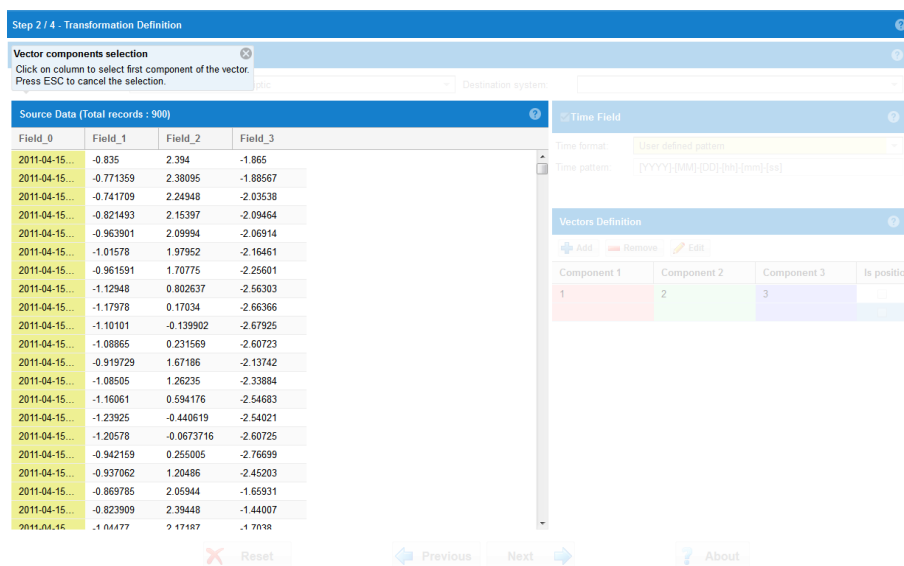 Step 2 / 4 - Transformation Definition
Vector components selection
Click on column to select first component of the vector.
Press ESC to cancel the selection.
Destination system:
Source Data (Total records : 900)
Field_0 Field_1 Field_2 Field_3
2011-04-15... -0.835 2.394 -1.865
2011-04-15... -0.771359 2.38095 -1.88567
2011-04-15... -0.741709 2.24948 -2.03538
2011-04-15... -0.821493 2.15397 -2.09464
2011-04-15... -0.963901 2.09994 -2.06914
2011-04-15... -1.01578 1.97952 -2.16461
2011-04-15... -0.961591 1.70775 -2.25601
2011-04-15... -1.12948 0.802637 -2.56303
2011-04-15... -1.17978 0.17034 -2.66366
2011-04-15... -1.10101 -0.139902 -2.67925
2011-04-15... -1.08865 0.231569 -2.60723
2011-04-15... -0.919729 1.67186 -2.13742
2011-04-15... -1.08505 1.26235 -2.33884
2011-04-15... -1.16061 0.594176 -2.54683
2011-04-15... -1.23925 -0.440619 -2.54021
2011-04-15... -1.20578 -0.0673716 -2.60725
2011-04-15... -0.942159 0.255005 -2.76699
2011-04-15... -0.937062 1.20486 -2.45203
2011-04-15... -0.869785 2.05944 -1.65931
2011-04-15... -0.823909 2.39448 -1.44007
2011-04-15... -1.04477 2.17187 -1.7038
Time Field
Time format: User defined pattern
Time pattern: [YYYY]-[MM]-[DD]-[hh]-[mm]-[ss]
Vectors Definition
Add Remove Edit
Component 1 Component 2 Component 3 Is positio
1 2 3
Reset Previous Next About